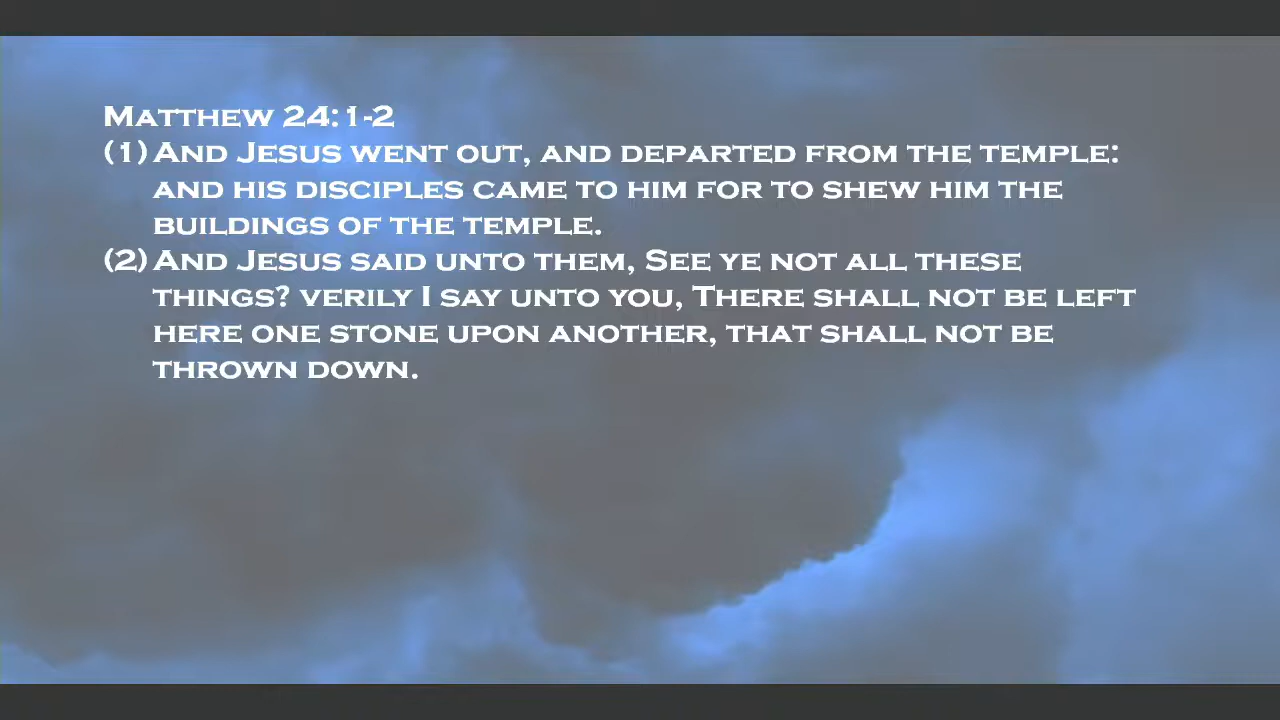 Matthew 24:1-2
(1) And Jesus went out, and departed from the temple:
and his disciples came to him for to shew him the
buildings of the temple.
(2) And Jesus said unto them, See ye not all these
things? verily I say unto you, There shall not be left
here one stone upon another, that shall not be
thrown down.